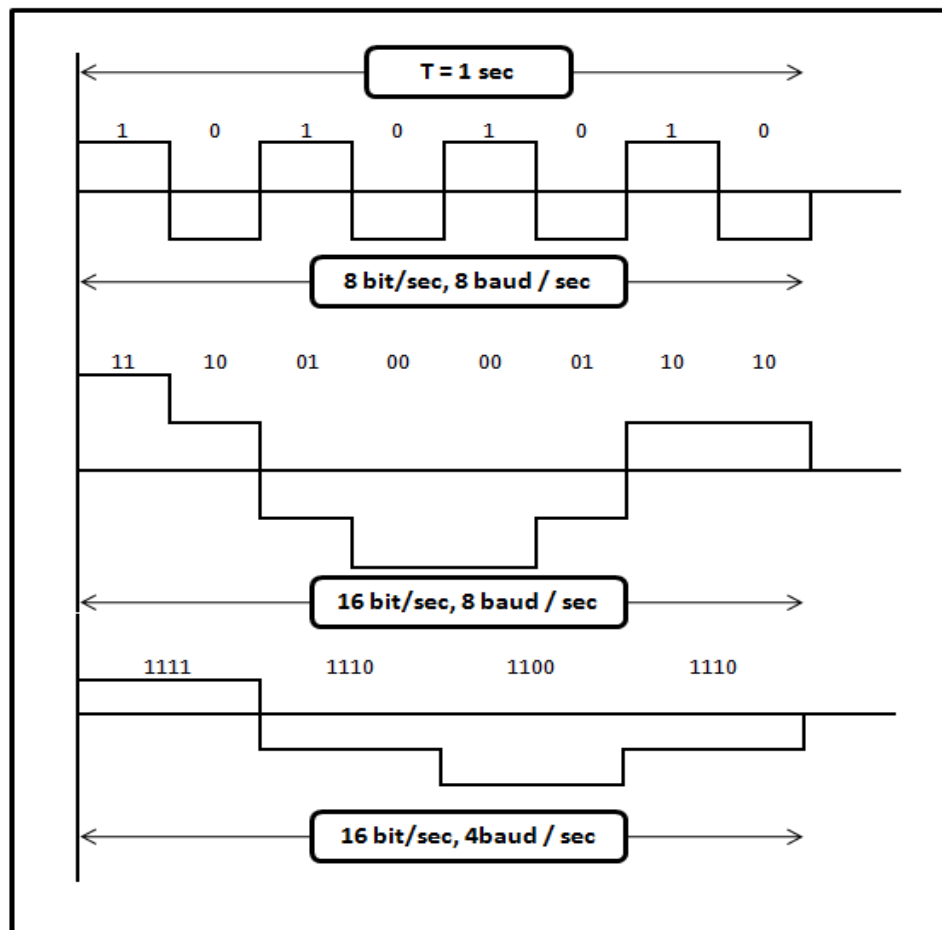 T = 1 sec
1 0 1 0 1 0 1 0
8 bit/sec, 8 baud / sec
11 10 01 00 00 01 10 10
16 bit/sec, 8 baud / sec
1111 1110 1100 1110
16 bit/sec, 4baud / sec